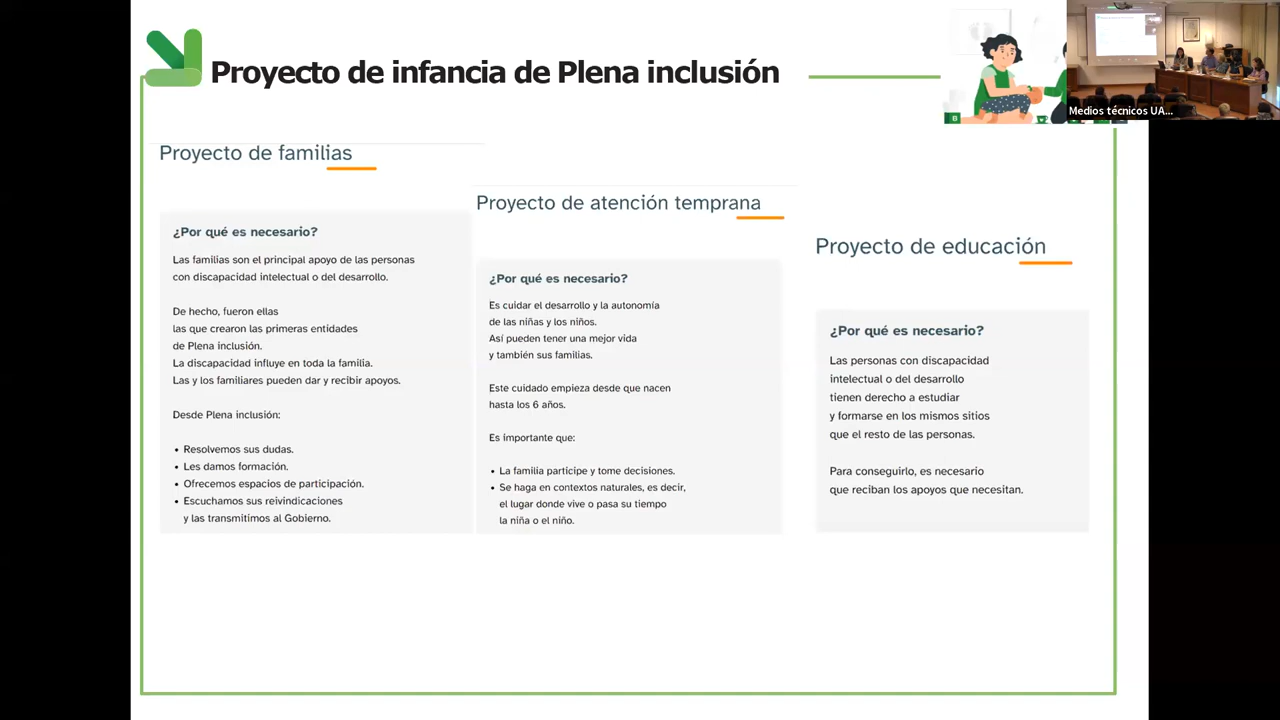 Proyecto de infancia de Plena inclusión
Medios técnicos UA...
Proyecto de familias
¿Por qué es necesario?
Las familias son el principal apoyo de las personas
con discapacidad intelectual o del desarrollo.
De hecho, fueron ellas
las que crearon las primeras entidades
de Plena inclusión.
La discapacidad influye en toda la familia.
Las y los familiares pueden dar y recibir apoyos.
Desde Plena inclusión:
• Resolvemos sus dudas.
• Les damos formación.
• Ofrecemos espacios de participación.
• Escuchamos sus reivindicaciones
y las transmitimos al Gobierno.
Proyecto de atención temprana
¿Por qué es necesario?
Es cuidar el desarrollo y la autonomía
de las niñas y los niños.
Así pueden tener una mejor vida
y también sus familias.
Este cuidado empieza desde que nacen
hasta los 6 años.
Es importante que:
• La familia participe y tome decisiones.
• Se haga en contextos naturales, es decir,
el lugar donde vive o pasa su tiempo
la niña o el niño.
Proyecto de educación
¿Por qué es necesario?
Las personas con discapacidad
intelectual o del desarrollo
tienen derecho a estudiar
y formarse en los mismos sitios
que el resto de las personas.
Para conseguirlo, es necesario
que reciban los apoyos que necesitan.